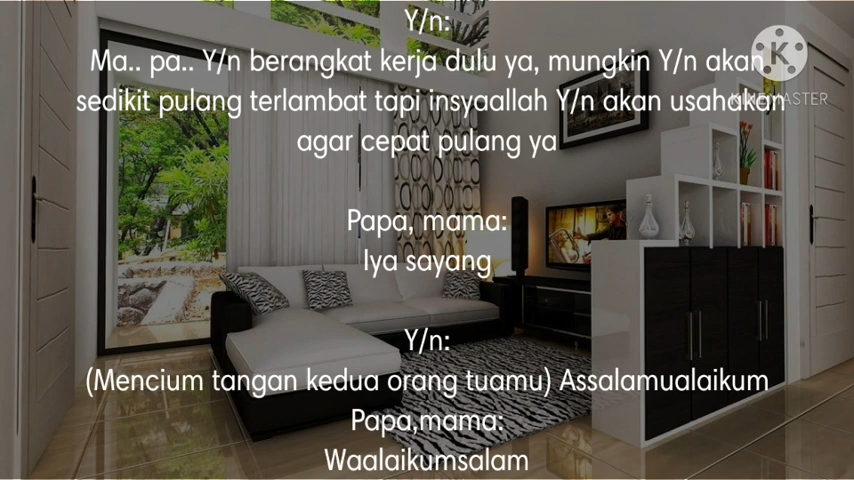 Y/n:
Ma.. pa.. Y/n berangkat kerja dulu ya, mungkin Y/n akan
sedikit pulang terlambat tapi insyaallah Y/n akan usahakan
agar cepat pulang ya
Papa, mama:
Iya sayang
Y/n:
(Mencium tangan kedua orang tuamu) Assalamualaikum
Papa,mama:
Waalaikumsalam
K
KINEMASTER